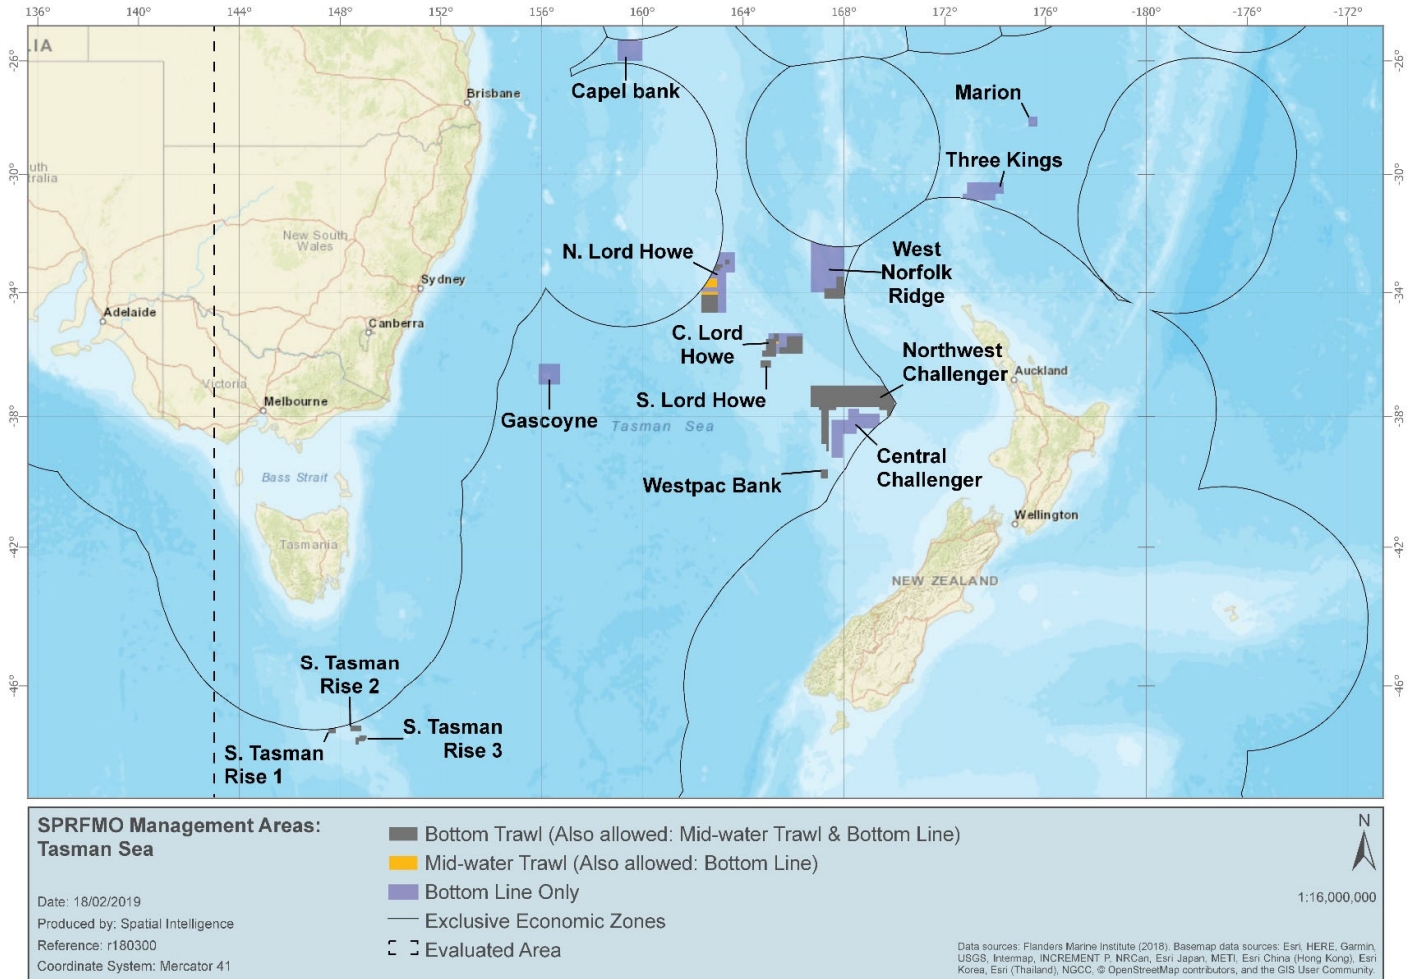 136°
140°
144°
148°
152°
156°
160°
164°
168°
172°
176°
180°
-176°
-172°
.IA
-26°
-26°
Capel bank
Brisbane
Marion
Three Kings
-30°
-30°
uth
tralia
New South
Wales
N. Lord Howe
West
Norfolk
Ridge
Sydney
-34°
-34°
Adelaide
Canberra
C. Lord
Howe
Northwest
Challenger
Auckland
Victoria
Melbourne
S. Lord Howe
Gascoyne
Tasman Sea
-38°
-38°
Central
Challenger
Bass Strait
Westpac Bank
Wellington
Tasmania
-42°
-42°
NEW ZEALAND
S. Tasman
Rise 2
-46°
-46°
S. Tasman
Rise 3
S. Tasman
Rise 1
SPRFMO Management Areas:
Tasman Sea
Date: 18/02/2019
Produced by: Spatial Intelligence
Reference: r180300
Coordinate System: Mercator 41
Bottom Trawl (Also allowed: Mid-water Trawl & Bottom Line)
Mid-water Trawl (Also allowed: Bottom Line)
Bottom Line Only
Exclusive Economic Zones
Evaluated Area
N
1:16,000,000
Data sources: Flanders Marine Institute (2018). Basemap data sources: Esri, HERE, Garmin,
USGS, Intermap, INCREMENT P, NRCan, Esri Japan, METI, Esri China (Hong Kong), Esri
Korea, Esri (Thailand), NGCC, © OpenStreetMap contributors, and the GIS User Community.